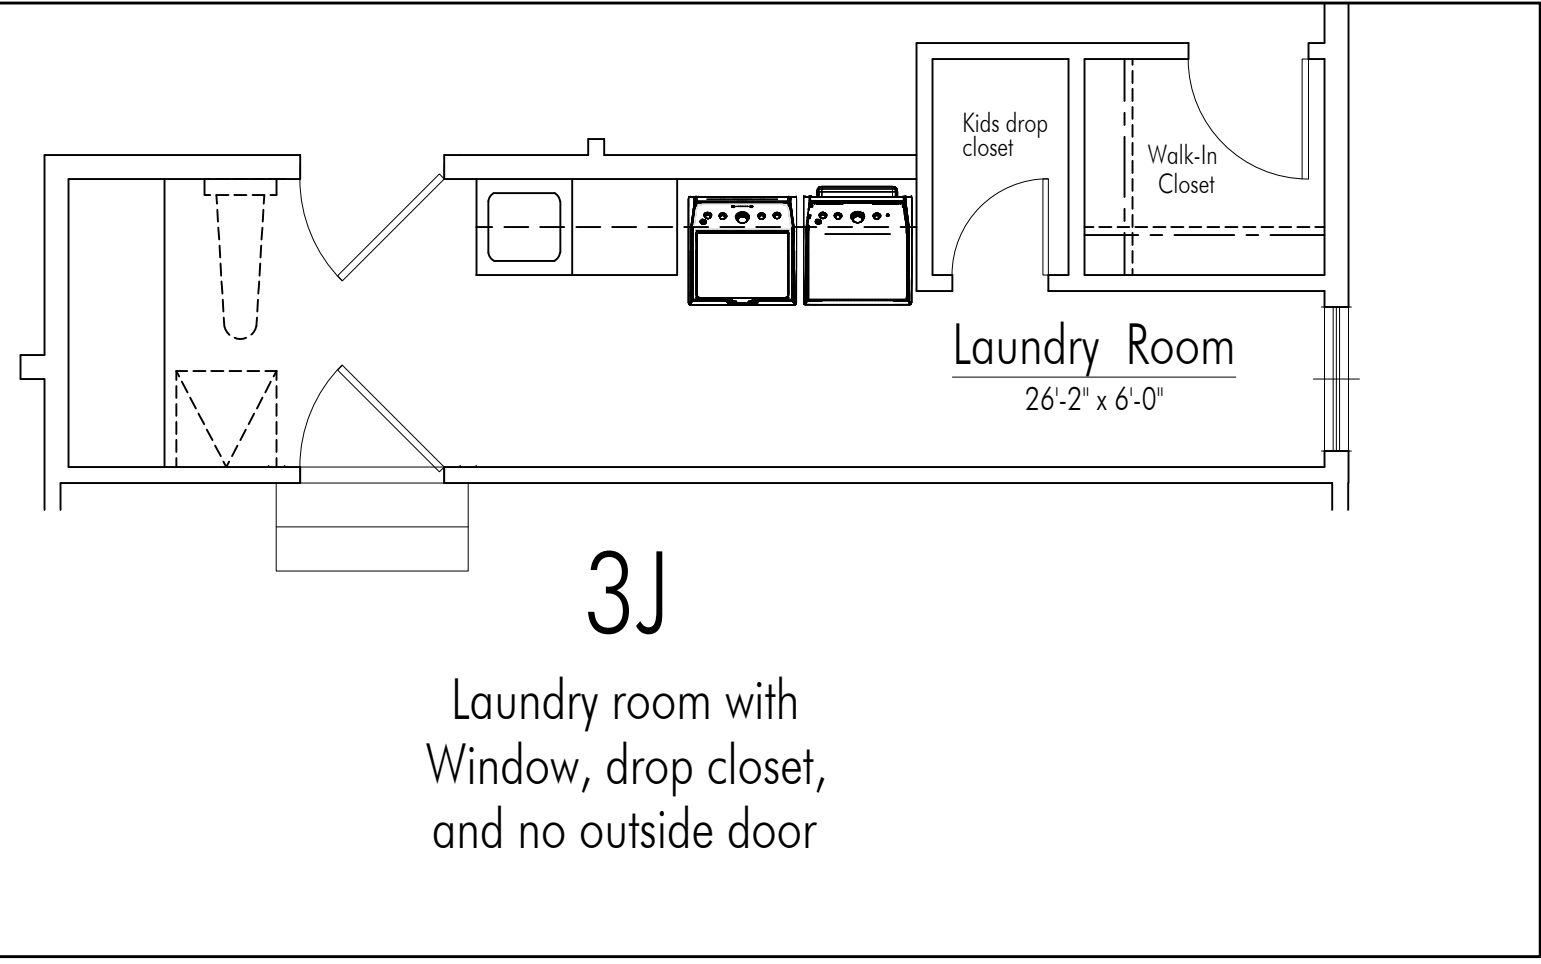 Kids drop
closet
Walk-In
Closet
Laundry Room
26'-2" x 6'-0"
3J
Laundry room with
Window, drop closet,
and no outside door